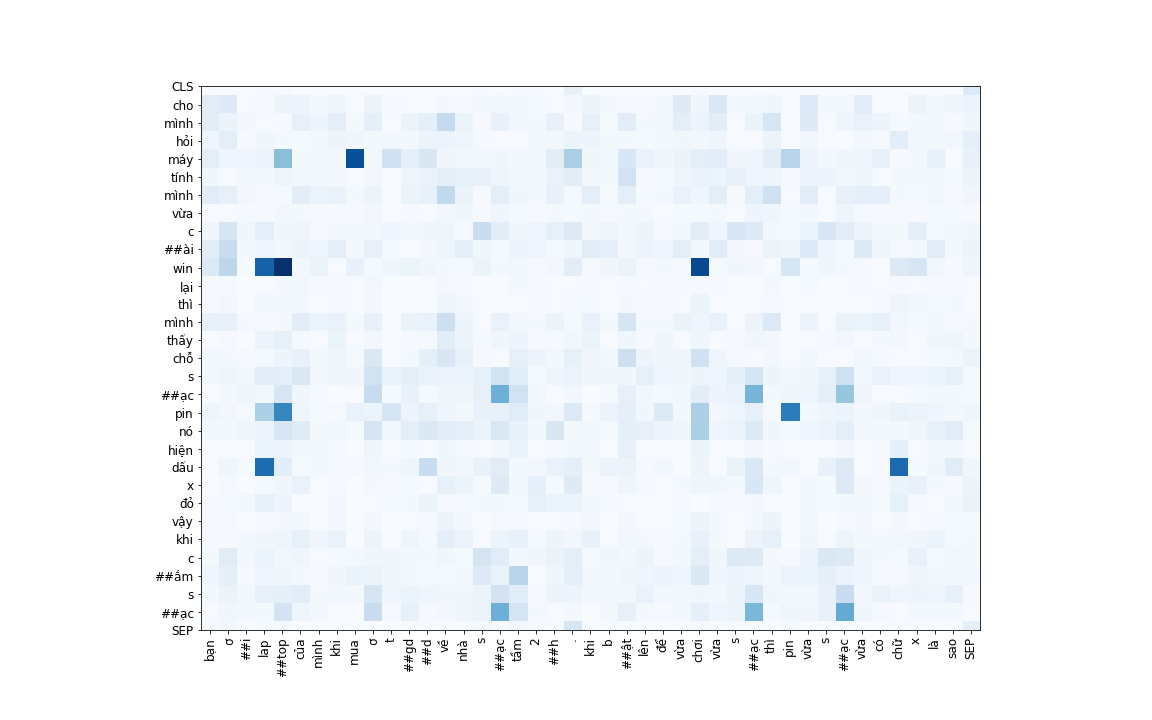 CLS
cho
mình
hỏi
máy
tính
mình
vừa
c
##ài
win
lại
thì
mình
thấy
chỗ
s
##ạc
pin
nó
hiện
dấu
x
đỏ
vậy
khi
c
##ắm
s
##ạc
SEP
bạn
ơ
##i
lap
##top
của
mình
khi
mua
ơ
t
##gd
##d
về
nhà
s
##ạc
tầm
2
##h
.
khi
b
##ật
lên
để
vừa
chơi
vừa
s
##ạc
thì
pin
vừa
s
##ạc
vừa
có
chữ
x
là
sao
SEP